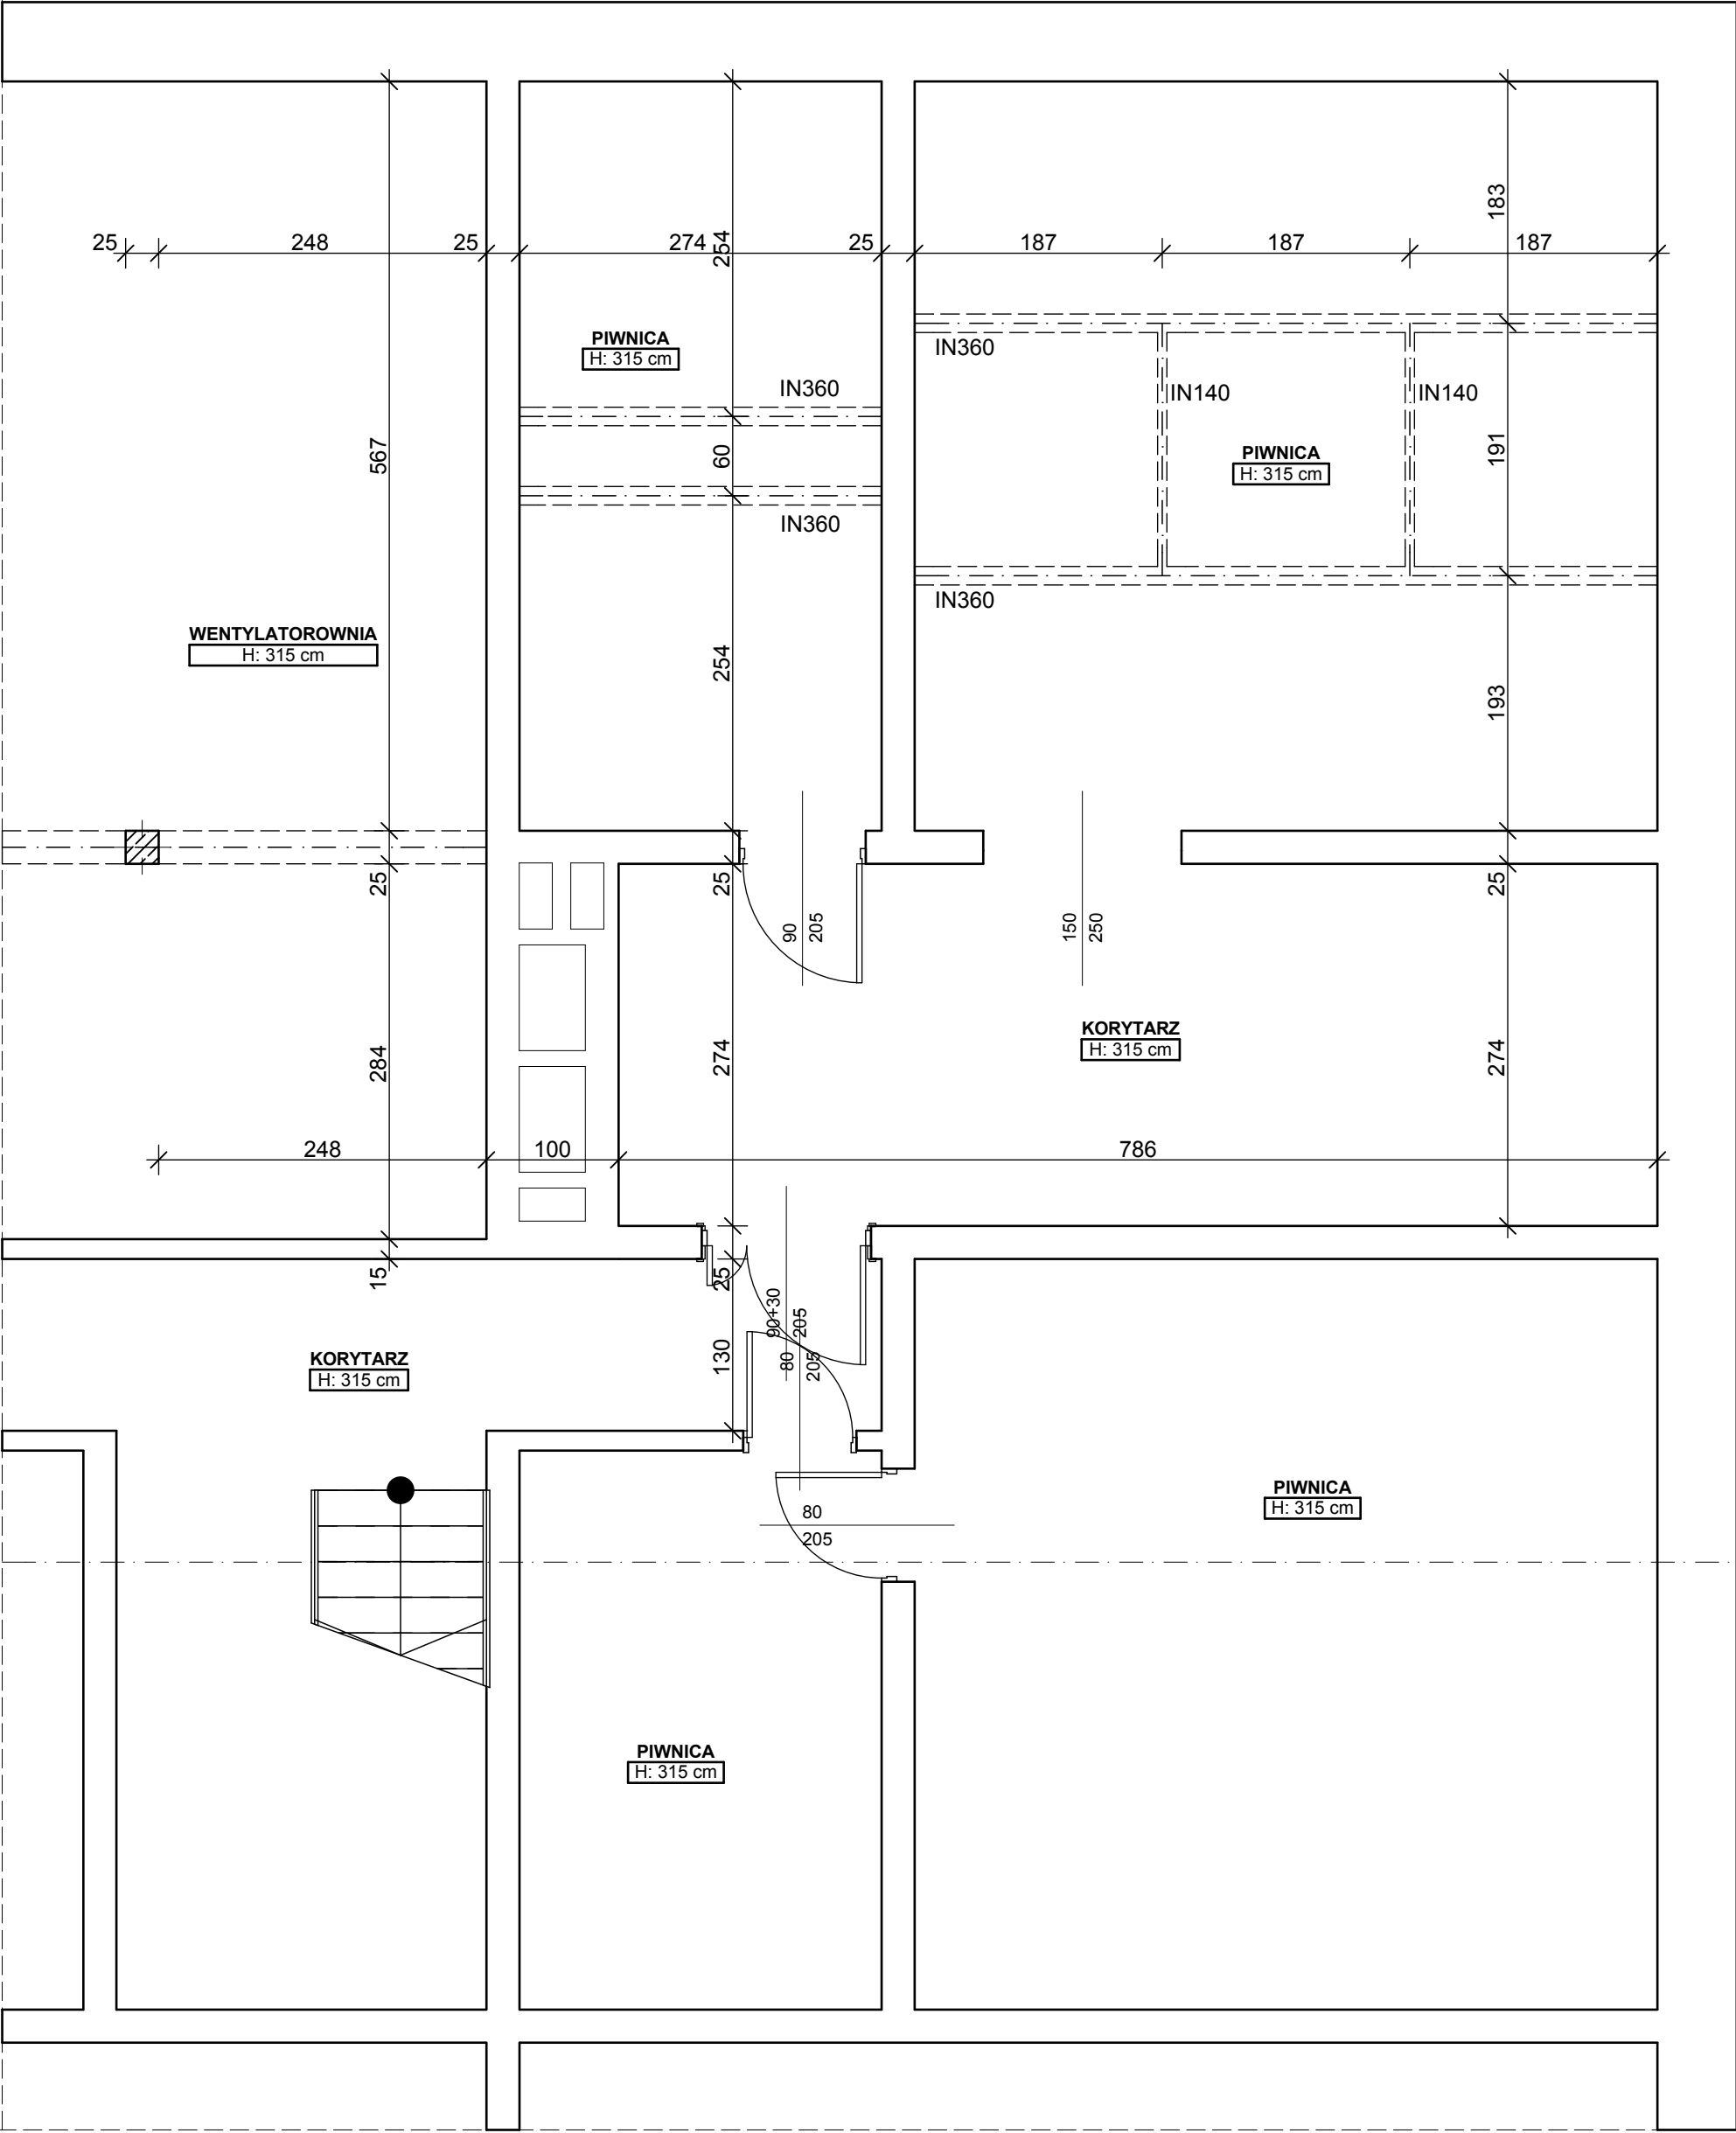 183
25
248
25
274
254
25
187
187
187
PIWNICA
H: 315 cm
IN360
IN360
IN140
IN140
567
60
PIWNICA
H: 315 cm
191
IN360
IN360
WENTYLATOROWNIA
H: 315 cm
254
193
25
25
90
205
150
250
25
KORYTARZ
H: 315 cm
284
274
274
248
100
786
15
25
90+30
205
130
80
205
KORYTARZ
H: 315 cm
PIWNICA
H: 315 cm
80
205
PIWNICA
H: 315 cm